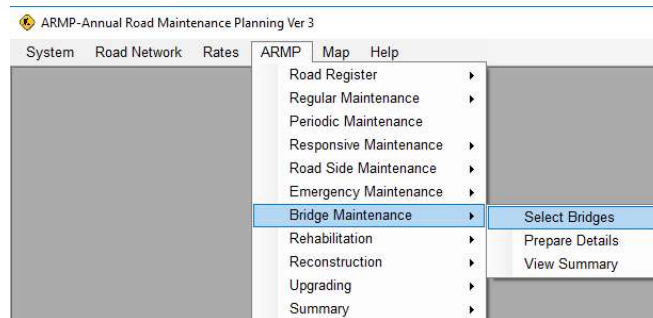 ARMP-Annual Road Maintenance Planning Ver 3
System Road Network Rates ARMP Map Help
Road Register
Regular Maintenance
Periodic Maintenance
Responsive Maintenance
Road Side Maintenance
Emergency Maintenance
Bridge Maintenance Select Bridges
Rehabilitation Prepare Details
Reconstruction View Summary
Upgrading
Summary